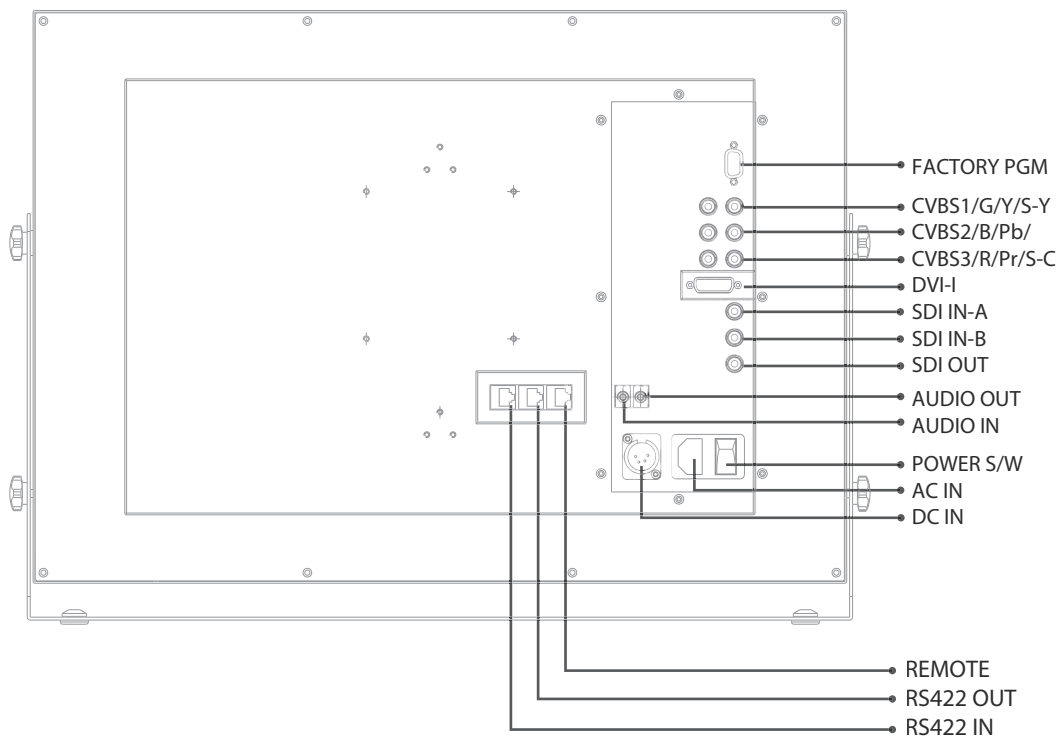 FACTORY PGM
CVBS1/G/Y/S-Y
CVBS2/B/Pb/
CVBS3/R/Pr/S-C
DVI-I
SDI IN-A
SDI IN-B
SDI OUT
AUDIO OUT
AUDIO IN
POWER S/W
AC IN
DC IN
REMOTE
RS422 OUT
RS422 IN